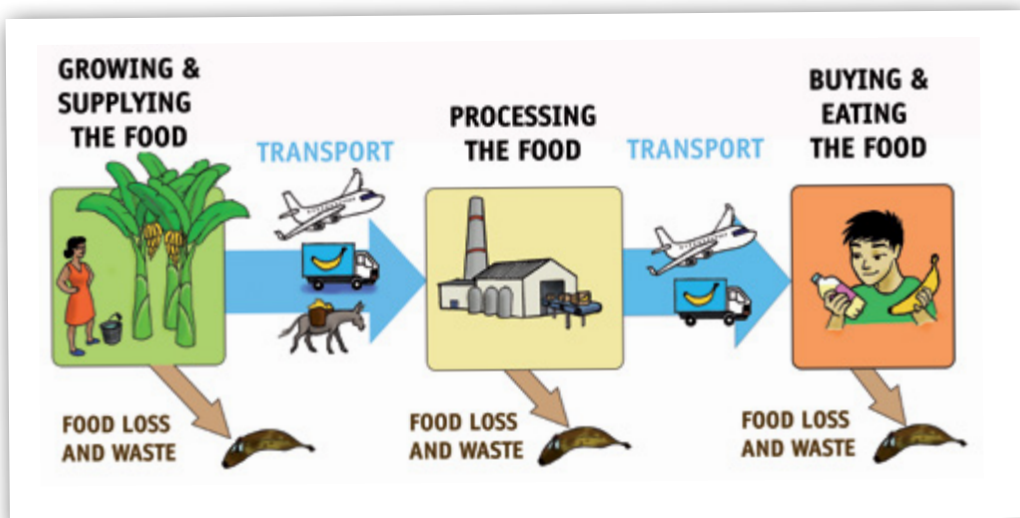 GROWING &
SUPPLYING
THE FOOD
TRANSPORT
PROCESSING
THE FOOD
TRANSPORT
BUYING &
EATING
THE FOOD
FOOD LOSS
AND WASTE
FOOD LOSS
AND WASTE
FOOD LOSS
AND WASTE